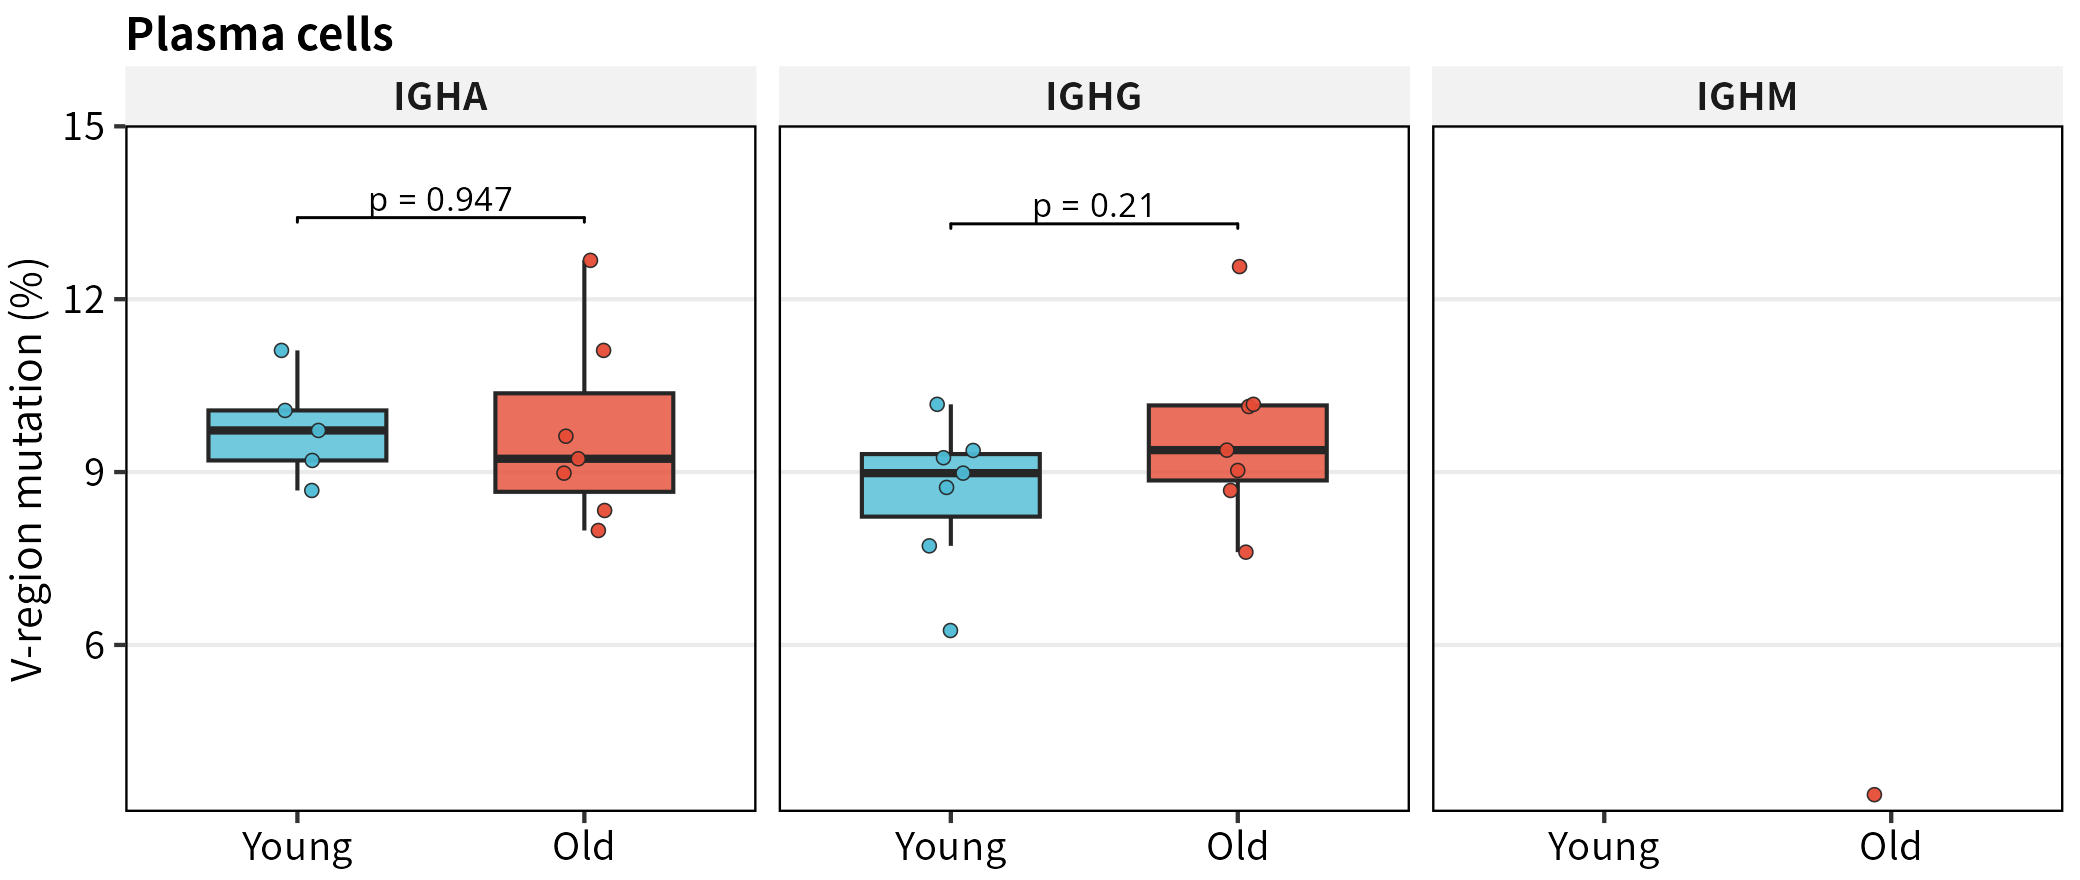 Plasma cells
IGHA
IGHG
IGHM
V-region mutation (%)
15
12
9
6
p = 0.947
p = 0.21
Young
Old
Young
Old
Young
Old